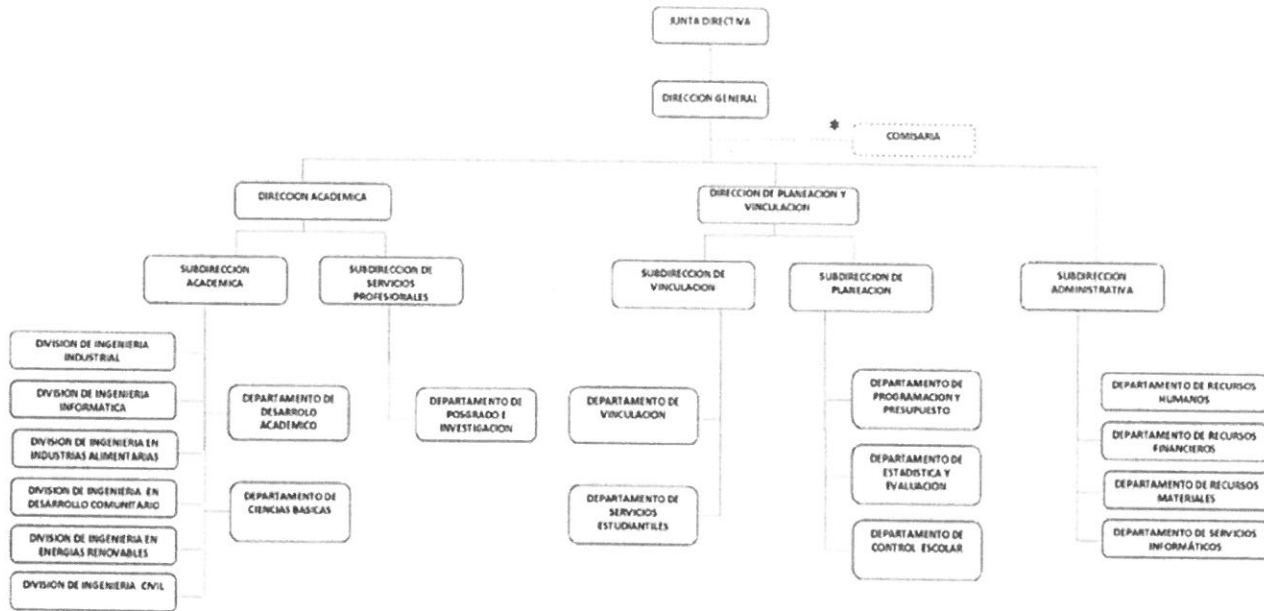 JUNTA DIRECTIVA
DIRECCION GENERAL
*
COMISARIA
DIRECCION ACADEMICA
DIRECCION DE PLANEACION Y
VINCULACION
SUBDIRECCION
ACADEMICA
SUBDIRECCION DE
SERVICIOS
PROFESIONALES
SUBDIRECCION DE
VINCULACION
SUBDIRECCION DE
PLANEACION
SUBDIRECCION
ADMINISTRATIVA
DIVISION DE INGENIERIA
INDUSTRIAL
DIVISION DE INGENIERIA
INFORMATICA
DIVISION DE INGENIERIA EN
INDUSTRIAS ALIMENTARIAS
DIVISION DE INGENIERIA EN
DESARROLLO COMUNITARIO
DIVISION DE INGENIERIA EN
ENERGIAS RENOVABLES
DIVISION DE INGENIERIA CIVIL
DEPARTAMENTO DE
DESARROLO
ACADEMICO
DEPARTAMENTO DE
CIENCIAS BASICAS
DEPARTAMENTO DE
POSGRADO E
INVESTIGACION
DEPARTAMENTO DE
VINCULACION
DEPARTAMENTO DE
SERVICIOS
ESTUDIANTILES
DEPARTAMENTO DE
PROGRAMACION Y
PRESUPUESTO
DEPARTAMENTO DE
ESTADISTICA Y
EVALUACIÓN
DEPARTAMENTO DE
CONTROL ESCOLAR
DEPARTAMENTO DE RECURSOS
HUMANOS
DEPARTAMENTO DE RECURSOS
FINANCIEROS
DEPARTAMENTO DE RECURSOS
MATERIALES
DEPARTAMENTO DE SERVICIOS
INFORMÁTICOS